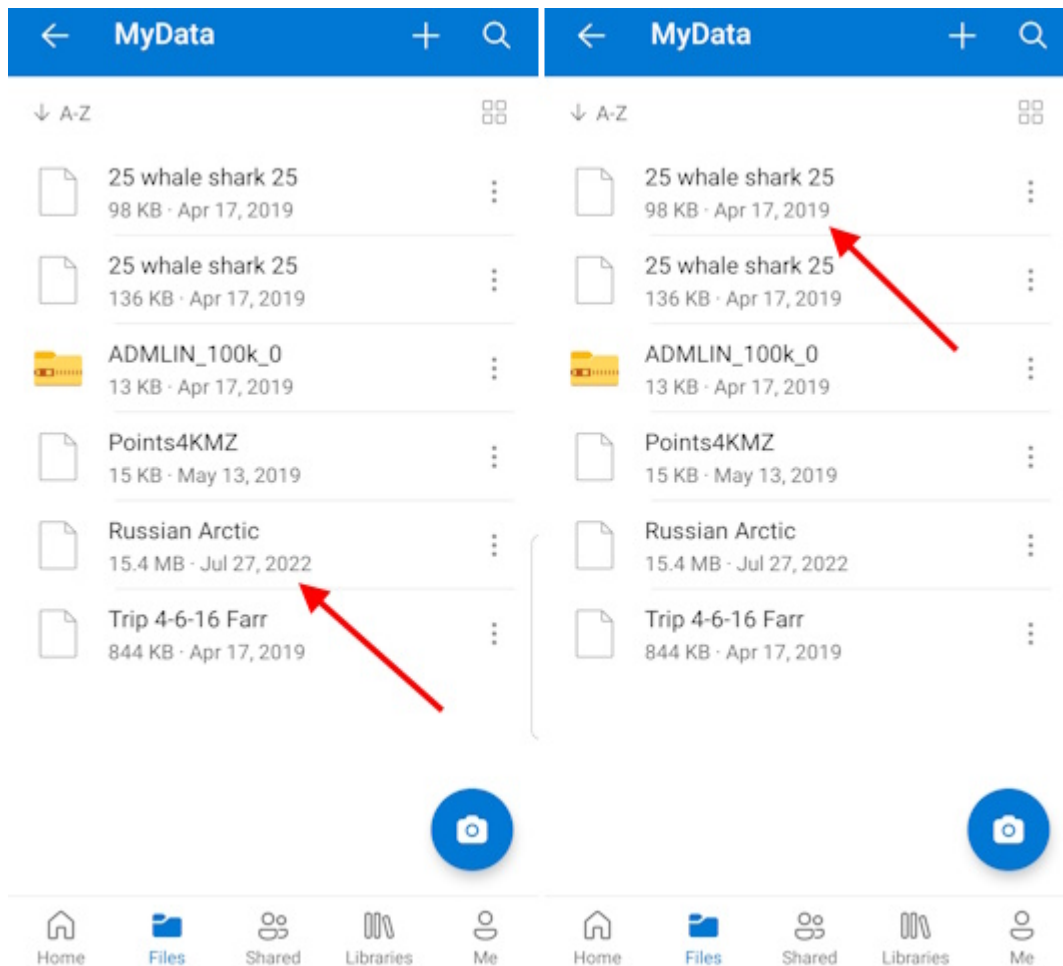 MyData
A-Z
25 whale shark 25
98 KB · Apr 17, 2019
25 whale shark 25
136 KB · Apr 17, 2019
ADMLIN_100k_0
13 KB · Apr 17, 2019
Points4KMZ
15 KB · May 13, 2019
Russian Arctic
15.4 MB · Jul 27, 2022
Trip 4-6-16 Farr
844 KB · Apr 17, 2019
Home Files Shared Libraries Me
MyData
A-Z
25 whale shark 25
98 KB · Apr 17, 2019
25 whale shark 25
136 KB · Apr 17, 2019
ADMLIN_100k_0
13 KB · Apr 17, 2019
Points4KMZ
15 KB · May 13, 2019
Russian Arctic
15.4 MB · Jul 27, 2022
Trip 4-6-16 Farr
844 KB · Apr 17, 2019
Home Files Shared Libraries Me